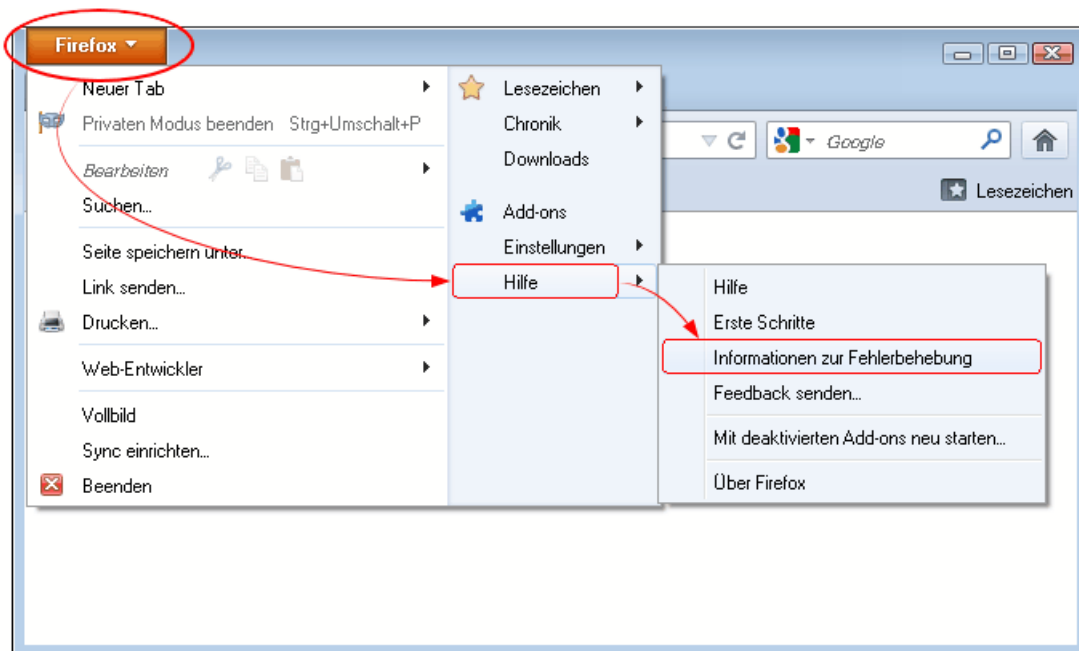 Firefox
Neuer Tab
Privaten Modus beenden Strg+Umschalt+P
Bearbeiten
Suchen...
Seite speichern unter...
Link senden...
Drucken...
Web-Entwickler
Vollbild
Sync einrichten...
Beenden
Lesezeichen
Chronik
Downloads
Add-ons
Einstellungen
Hilfe
Google
Lesezeichen
Hilfe
Erste Schritte
Informationen zur Fehlerbehebung
Feedback senden...
Mit deaktivierten Add-ons neu starten...
Über Firefox